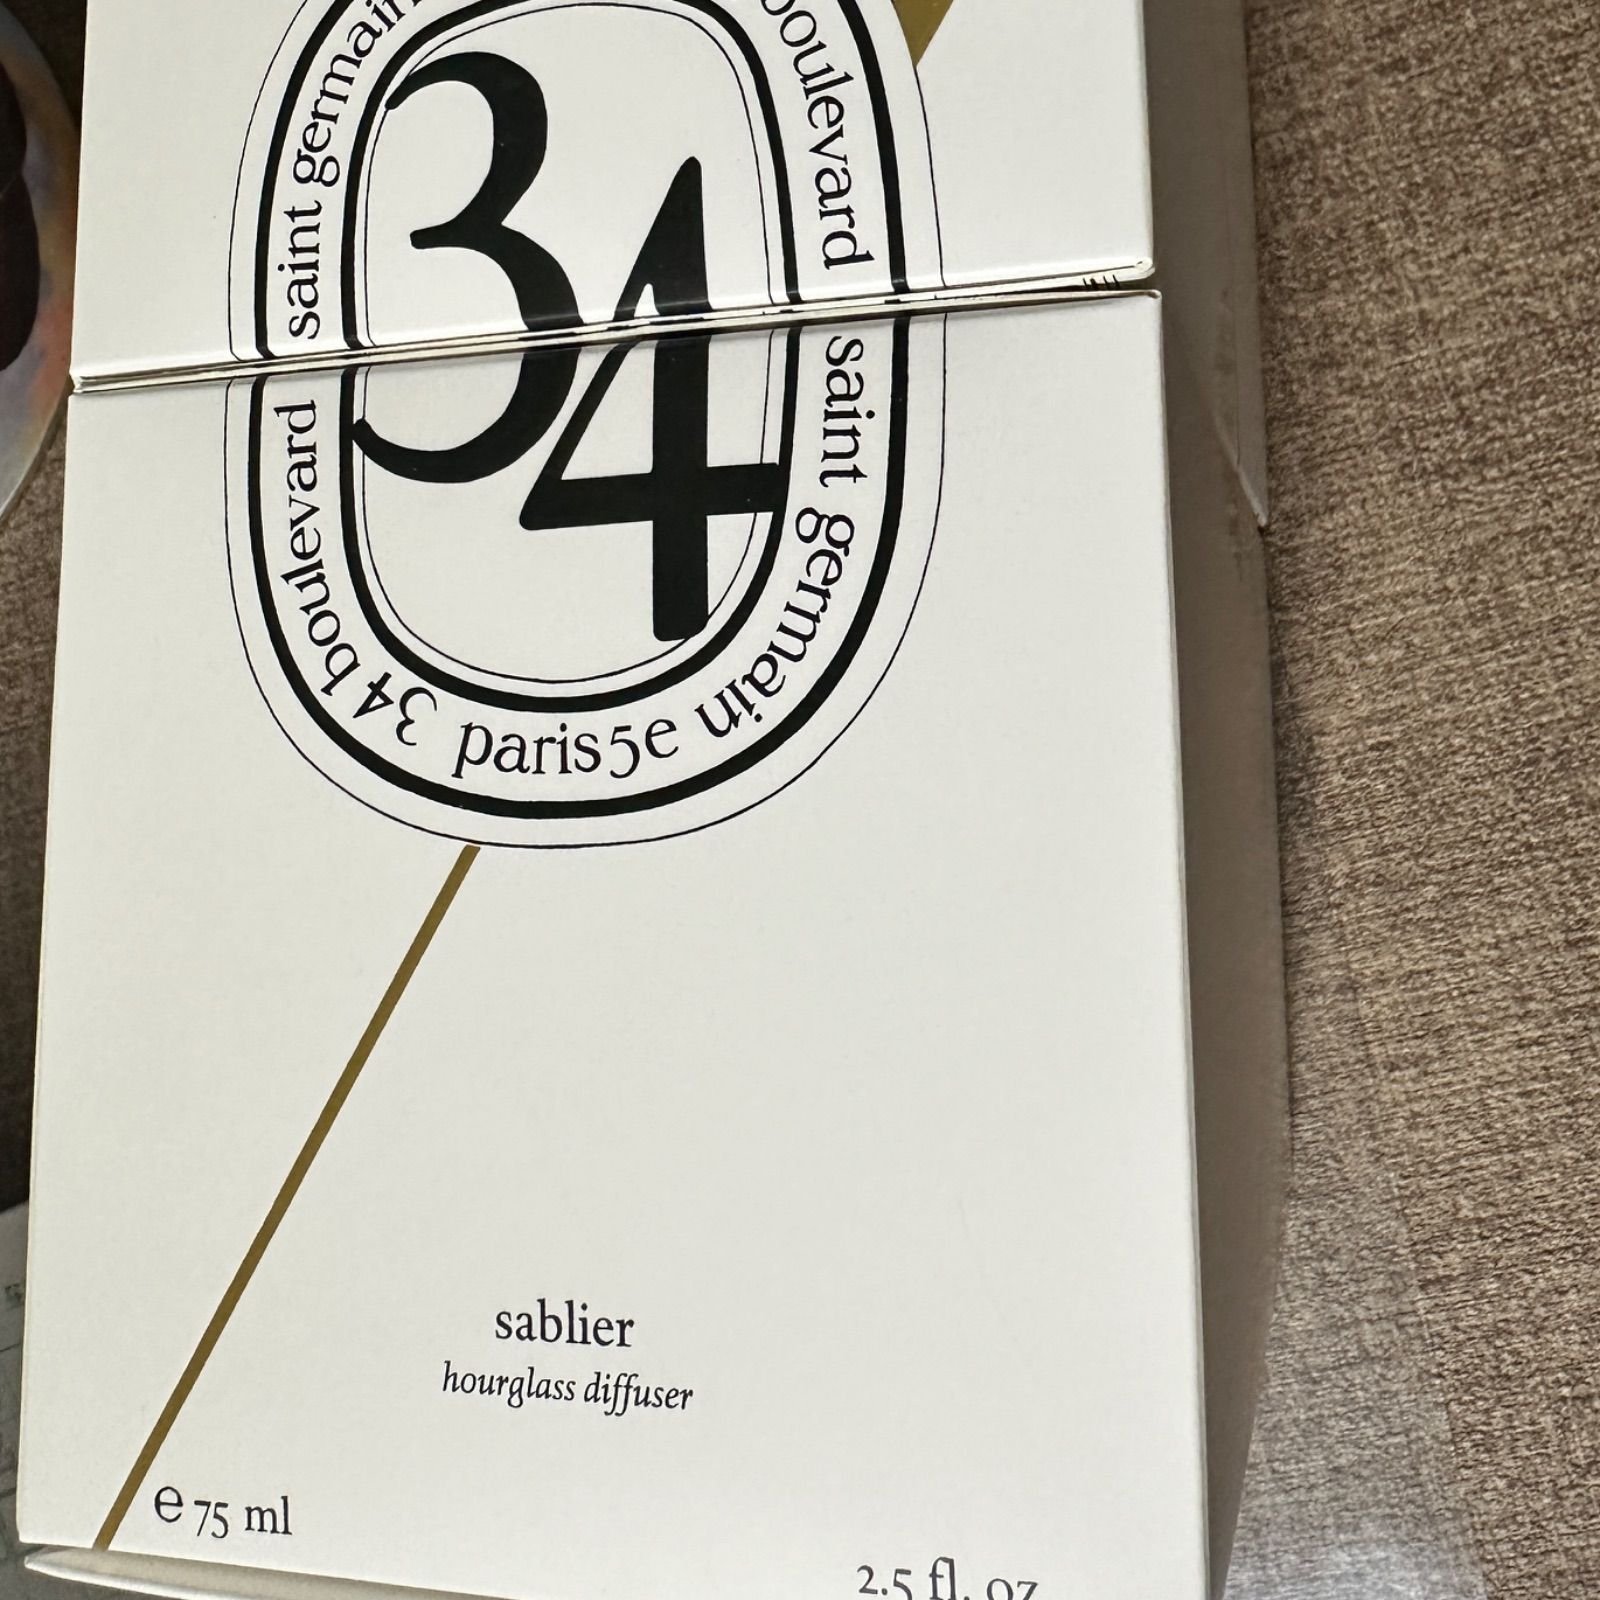 34
34 boulevard saint germain
boulevard saint germain
paris 5e
sablier
hourglass diffuser
e 75 ml
2.5 fl. oz